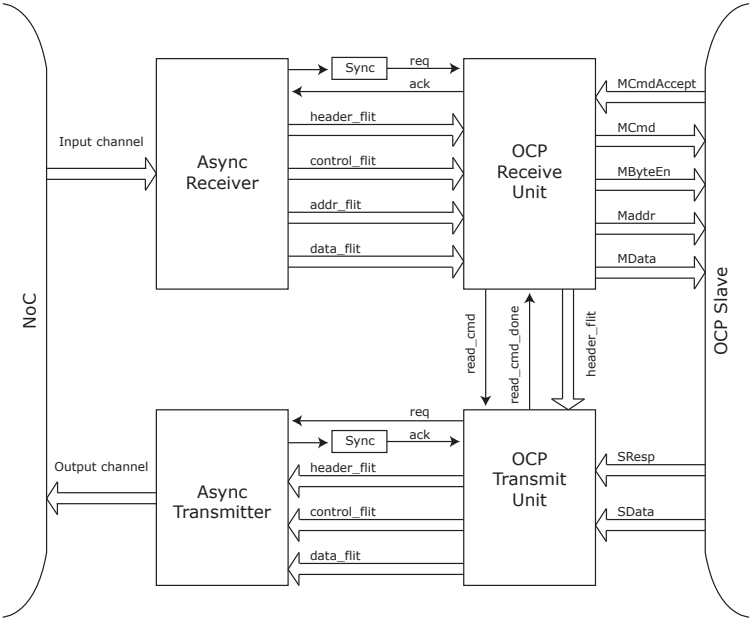 Sync
req
ack
MCmdAccept
header_flit
MCmd
Input channel
Async
Receiver
control_flit
OCP
Receive
Unit
MByteEn
addr_flit
Maddr
data_flit
MData
NoC
OCP Slave
read_cmd
read_cmd_done
header_flit
req
Sync
ack
Output channel
header_flit
OCP
Transmit
Unit
SResp
Async
Transmitter
control_flit
SData
data_flit